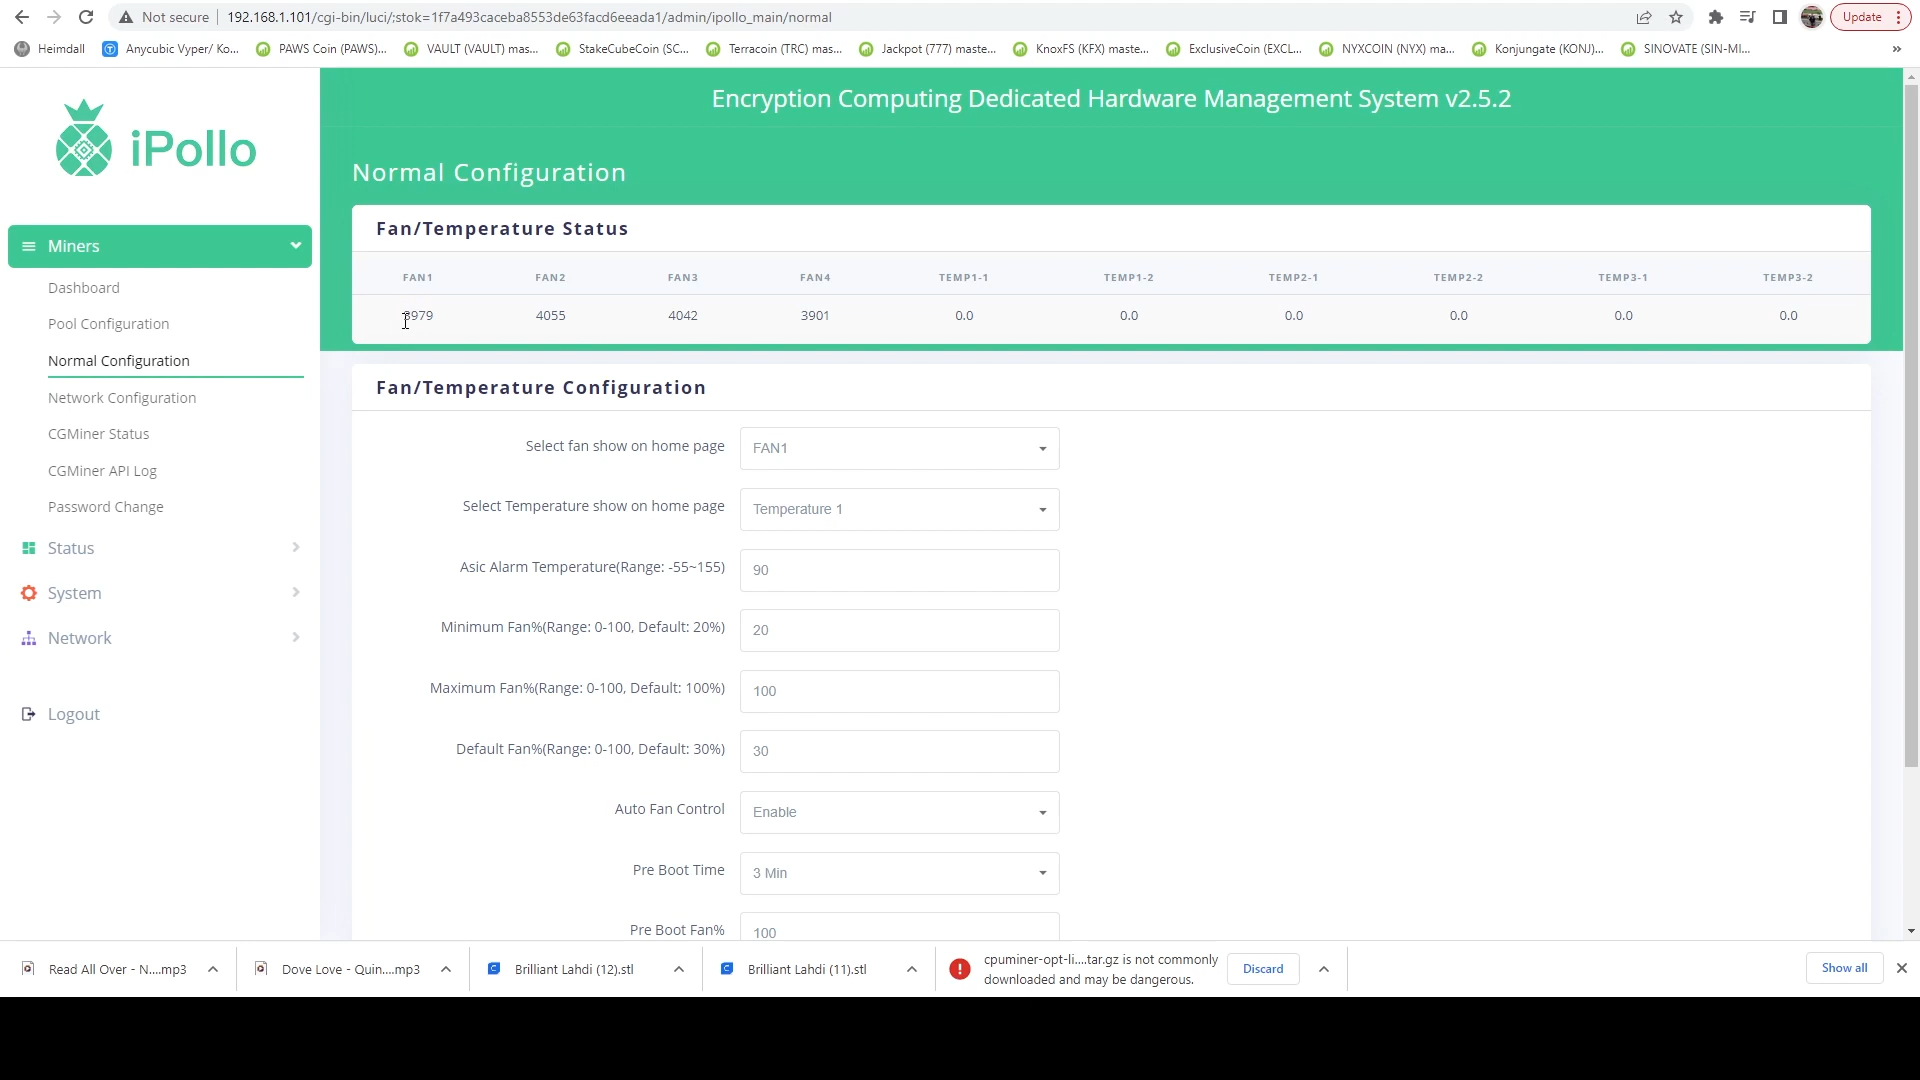 Not secure 192.168.1.101/cgi-bin/luci/;stok=1f7a493caceba8553de63facd6eeada1/admin/ipollo_main/normal Update
Heimdall Anycubic Vyper/ Ko... PAWS Coin (PAWS)... VAULT (VAULT) mas... StakeCubeCoin (SC... Terracoin (TRC) mas... Jackpot (777) maste... KnoxFS (KFX) maste... ExclusiveCoin (EXCL... NYXCOIN (NYX) ma... Konjungate (KONJ)... SINOVATE (SIN-MI... »
Encryption Computing Dedicated Hardware Management System v2.5.2
iPollo
Miners
Dashboard
Pool Configuration
Normal Configuration
Network Configuration
CGMiner Status
CGMiner API Log
Password Change
Status
System
Network
Logout
Normal Configuration
Fan/Temperature Status
FAN1 FAN2 FAN3 FAN4 TEMP1-1 TEMP1-2 TEMP2-1 TEMP2-2 TEMP3-1 TEMP3-2
4055 4042 3901 0.0 0.0 0.0 0.0 0.0 0.0
Fan/Temperature Configuration
Select fan show on home page FAN1
Select Temperature show on home page Temperature 1
Asic Alarm Temperature(Range: -55~155) 90
Minimum Fan%(Range: 0-100, Default: 20%) 20
Maximum Fan%(Range: 0-100, Default: 100%) 100
Default Fan%(Range: 0-100, Default: 30%) 30
Auto Fan Control Enable
Pre Boot Time 3 Min
Pre Boot Fan% 100
Read All Over - N....mp3 Dove Love - Quin....mp3 Brilliant Lahdi (12).stl Brilliant Lahdi (11).stl cpuminer-opt-li....tar.gz is not commonly
downloaded and may be dangerous. Discard Show all